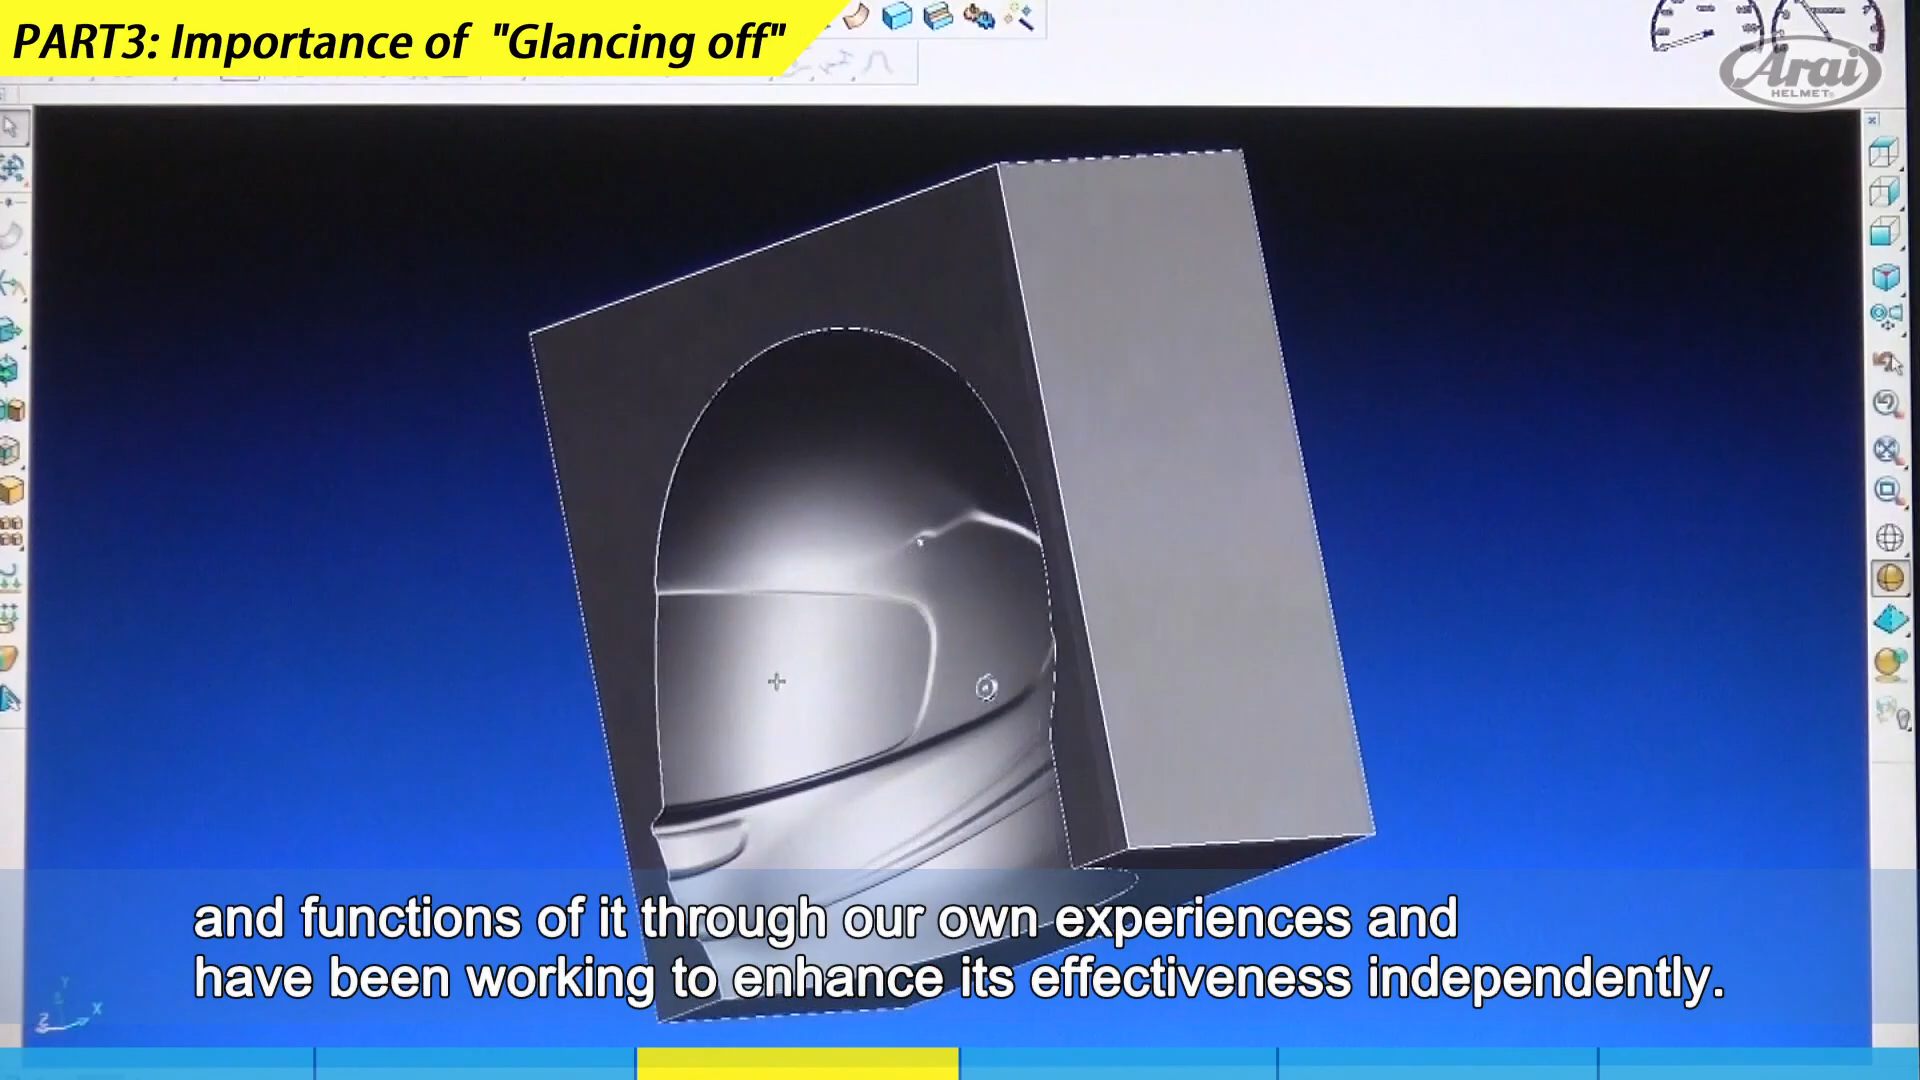 PART3: Importance of "Glancing off"
Arai
HELMET
and functions of it through our own experiences and
have been working to enhance its effectiveness independently.
Y
X
Z